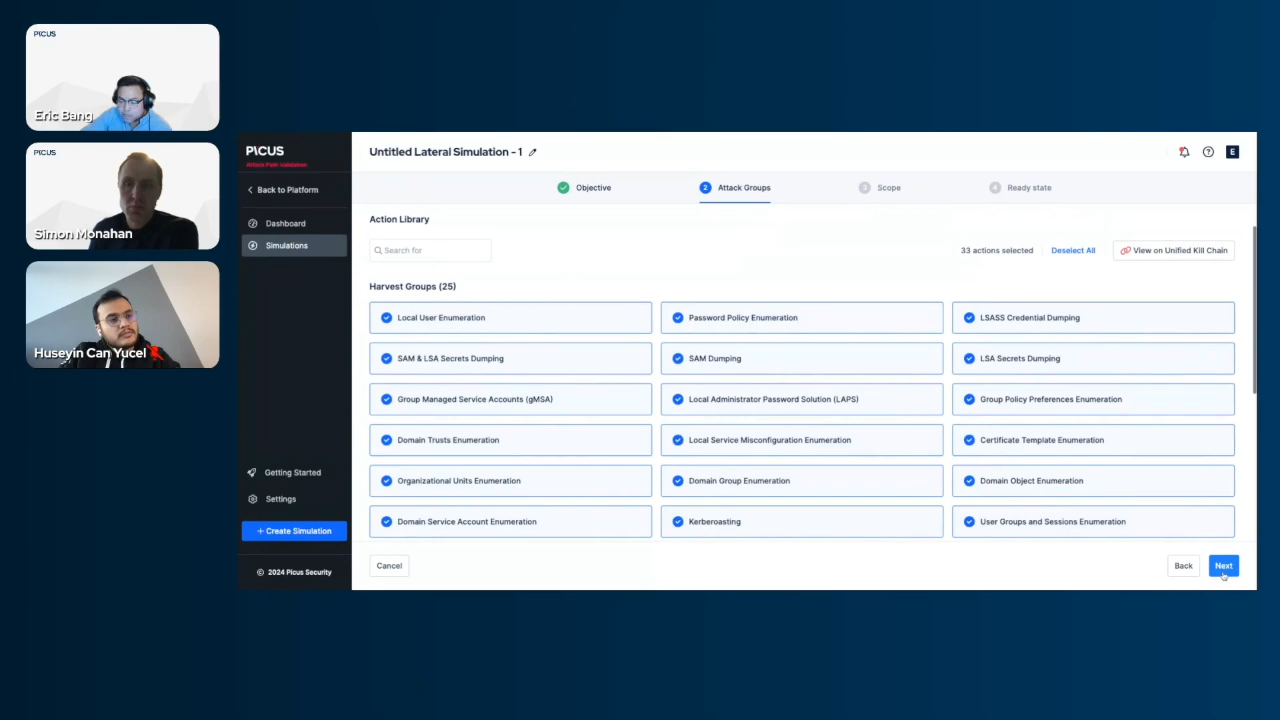 PICUS
Eric Bang
PICUS
Simon Monahan
Huseyin Can Yucel
PICUS
Attack Path Validation
Back to Platform
Dashboard
Simulations
Getting Started
Settings
+ Create Simulation
© 2024 Picus Security
Untitled Lateral Simulation - 1
E
Objective
2 Attack Groups
3 Scope
4 Ready state
Action Library
Search for
33 actions selected
Deselect All
View on Unified Kill Chain
Harvest Groups (25)
Local User Enumeration
Password Policy Enumeration
LSASS Credential Dumping
SAM & LSA Secrets Dumping
SAM Dumping
LSA Secrets Dumping
Group Managed Service Accounts (gMSA)
Local Administrator Password Solution (LAPS)
Group Policy Preferences Enumeration
Domain Trusts Enumeration
Local Service Misconfiguration Enumeration
Certificate Template Enumeration
Organizational Units Enumeration
Domain Group Enumeration
Domain Object Enumeration
Domain Service Account Enumeration
Kerberoasting
User Groups and Sessions Enumeration
Cancel
Back
Next